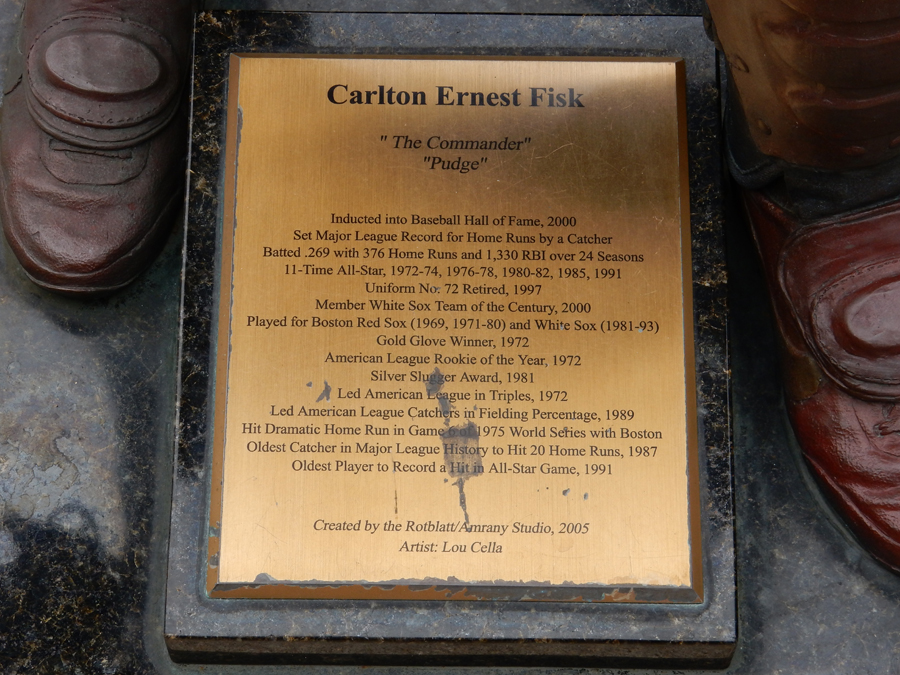 Carlton Ernest Fisk
" The Commander"
"Pudge"
Inducted into Baseball Hall of Fame, 2000
Set Major League Record for Home Runs by a Catcher
Batted .269 with 376 Home Runs and 1,330 RBI over 24 Seasons
11-Time All-Star, 1972-74, 1976-78, 1980-82, 1985, 1991
Uniform No. 72 Retired, 1997
Member White Sox Team of the Century, 2000
Played for Boston Red Sox (1969, 1971-80) and White Sox (1981-93)
Gold Glove Winner, 1972
American League Rookie of the Year, 1972
Silver Slugger Award, 1981
Led American League in Triples, 1972
Led American League Catchers in Fielding Percentage, 1989
Hit Dramatic Home Run in Game 6 of 1975 World Series with Boston
Oldest Catcher in Major League History to Hit 20 Home Runs, 1987
Oldest Player to Record a Hit in All-Star Game, 1991
Created by the Rotblatt/Amrany Studio, 2005
Artist: Lou Cella